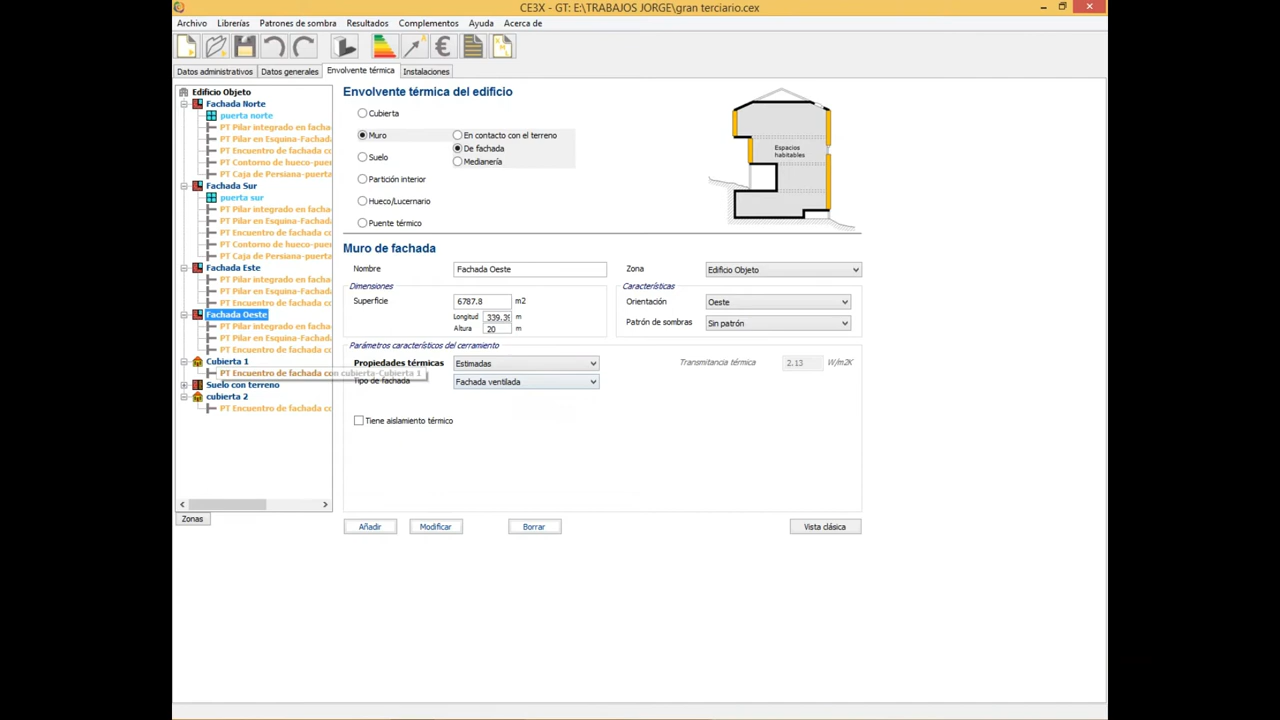 CE3X - GT: E:\TRABAJOS JORGE\gran terciario.cex
Archivo Librerías Patrones de sombra Resultados Complementos Ayuda Acerca de
Datos administrativos Datos generales Envolvente térmica Instalaciones
Edificio Objeto
Fachada Norte
puerta norte
PT Pilar integrado en facha
PT Pilar en Esquina-Fachad
PT Encuentro de fachada co
PT Contorno de hueco-puer
PT Caja de Persiana-puerta
Fachada Sur
puerta sur
PT Pilar integrado en facha
PT Pilar en Esquina-Fachad
PT Encuentro de fachada co
PT Contorno de hueco-puer
PT Caja de Persiana-puerta
Fachada Este
PT Pilar integrado en facha
PT Pilar en Esquina-Fachad
PT Encuentro de fachada co
Fachada Oeste
PT Pilar integrado en facha
PT Pilar en Esquina-Fachad
PT Encuentro de fachada co
Cubierta 1
PT Encuentro de fachada con cubierta-Cubierta 1
Suelo con terreno
cubierta 2
PT Encuentro de fachada co
Zonas
Envolvente térmica del edificio
Cubierta
Muro
En contacto con el terreno
De fachada
Medianería
Suelo
Partición interior
Hueco/Lucernario
Puente térmico
Espacios
habitables
Muro de fachada
Nombre Fachada Oeste Zona Edificio Objeto
Dimensiones Características
Superficie 6787.8 m2 Orientación Oeste
Longitud 339.39 m
Altura 20 m
Patrón de sombras Sin patrón
Parámetros característicos del cerramiento
Propiedades térmicas Estimadas Transmitancia térmica 2.13 W/m2K
Tipo de fachada Fachada ventilada
Tiene aislamiento térmico
Añadir Modificar Borrar Vista clásica